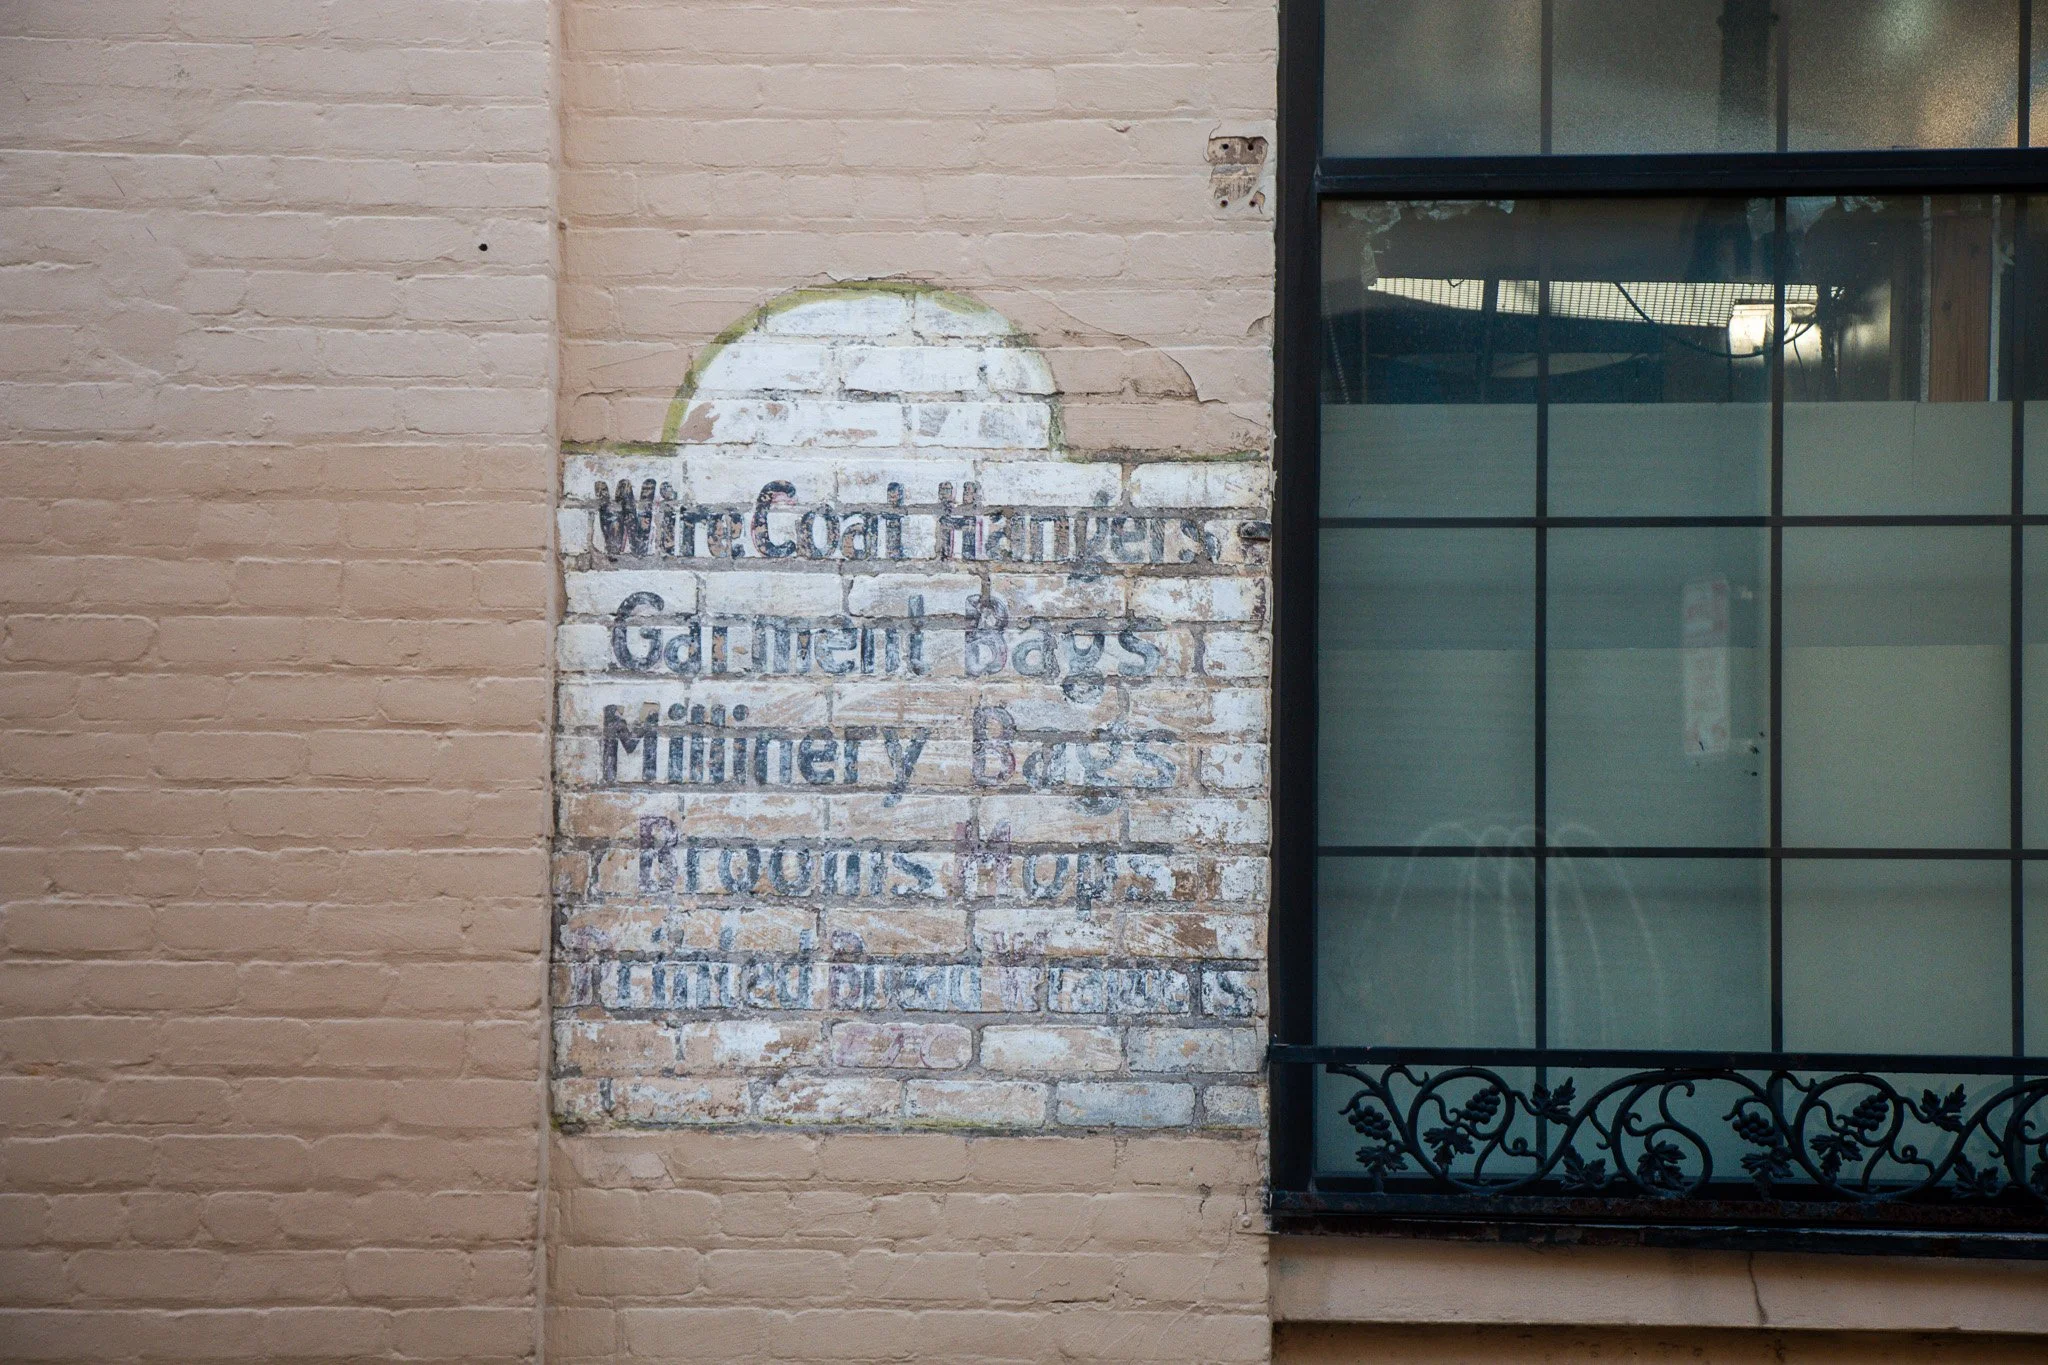 Wire Coat Hangers
Garment Bags
Millinery Bags
Brooms Mops
Printed Bread Wrappers